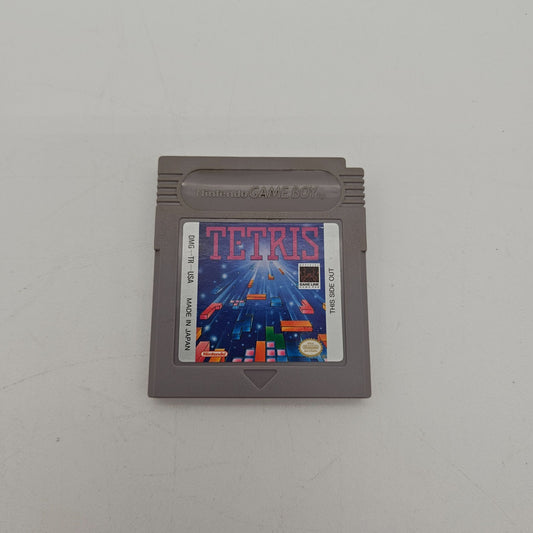 Nintendo GAME BOY
TETRIS
DMG-TR-USA
MADE IN JAPAN
GAME LINK
THIS SIDE OUT
Nintendo